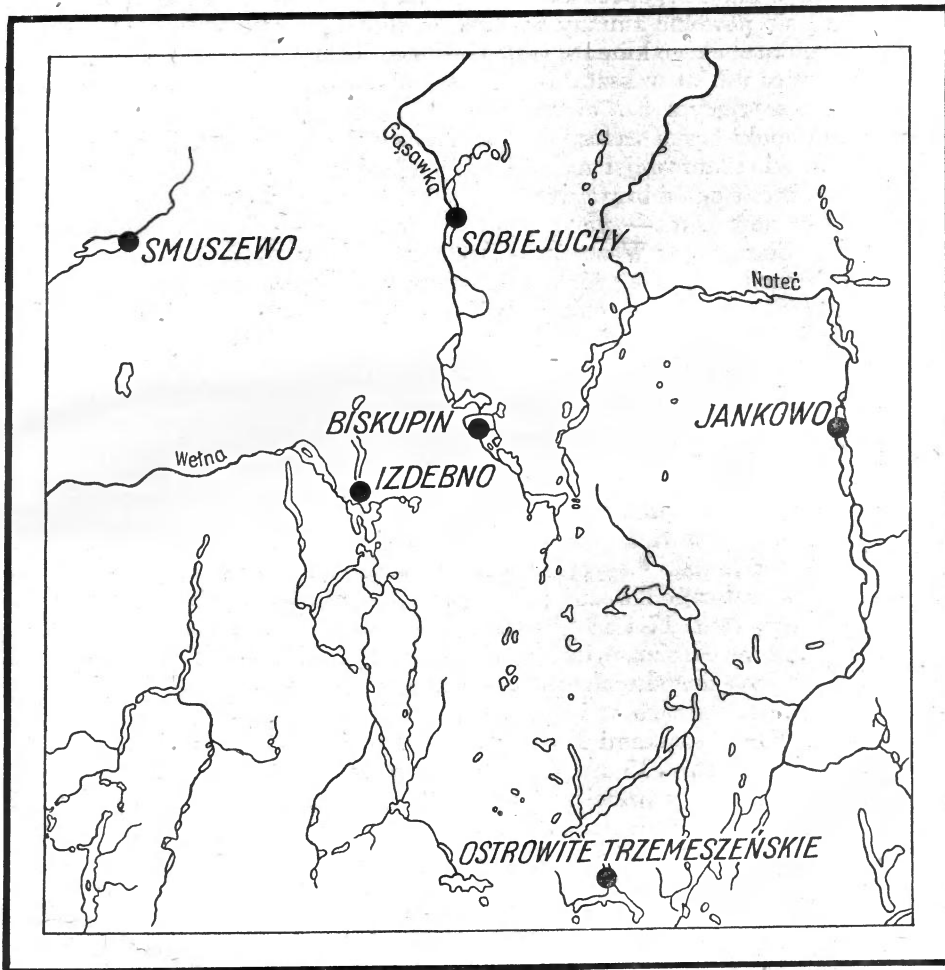 Gąsawka
SMUSZEWO
SOBIEJUCHY
Noteć
BISKUPIN
JANKOWO
Wełna
IZDEBNO
OSTROWITE TRZEMESZEŃSKIE